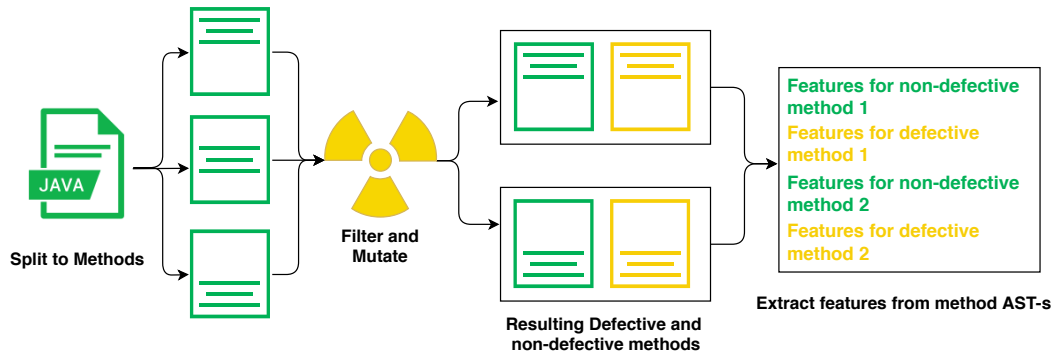 JAVA
Split to Methods
Filter and
Mutate
Resulting Defective and
non-defective methods
Features for non-defective
method 1
Features for defective
method 1
Features for non-defective
method 2
Features for defective
method 2
Extract features from method AST-s